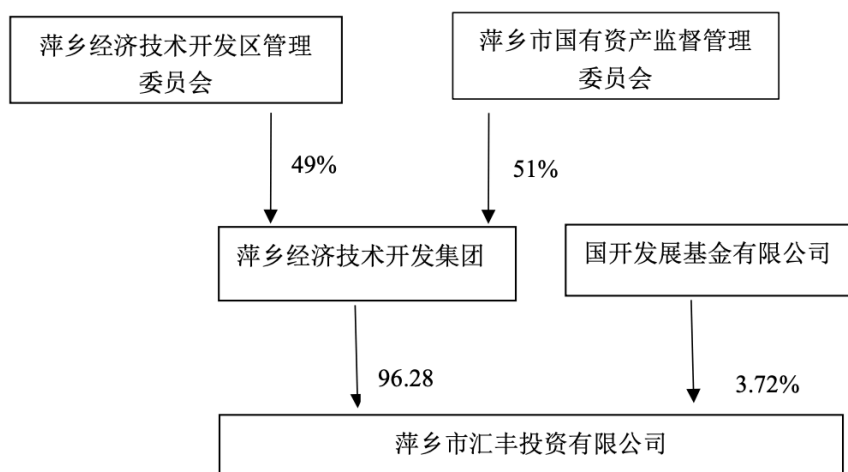 萍乡经济技术开发区管理
委员会
萍乡市国有资产监督管理
委员会
49%
51%
萍乡经济技术开发集团
国开发展基金有限公司
96.28
3.72%
萍乡市汇丰投资有限公司